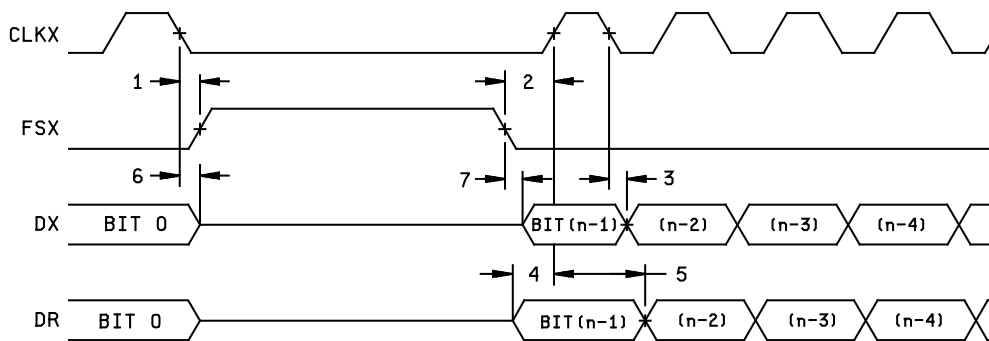 CLKX
1 2
FSX
6 7 3
DX BIT 0 BIT(n-1) (n-2) (n-3) (n-4)
4 5
DR BIT 0 BIT(n-1) (n-2) (n-3) (n-4)